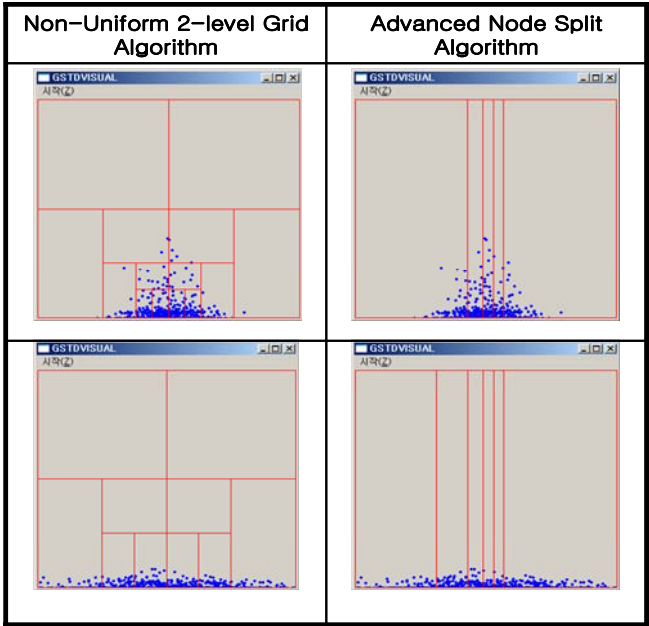 Non-Uniform 2-level Grid
Algorithm
Advanced Node Split
Algorithm
GSTDVISUAL
시작(Z)
GSTDVISUAL
시작(Z)
GSTDVISUAL
시작(Z)
GSTDVISUAL
시작(Z)